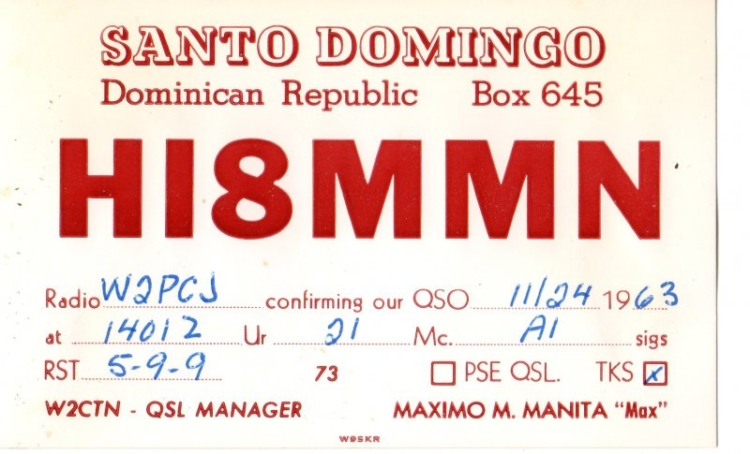 SANTO DOMINGO
Dominican Republic Box 645
HI8MMN
Radio W2PCJ confirming our QSO 11/24 1963
at 14012 Ur 21 Mc. A1 sigs
RST 5-9-9 73 PSE QSL. TKS x
W2CTN - QSL MANAGER MAXIMO M. MANITA "Max"
W9SKR